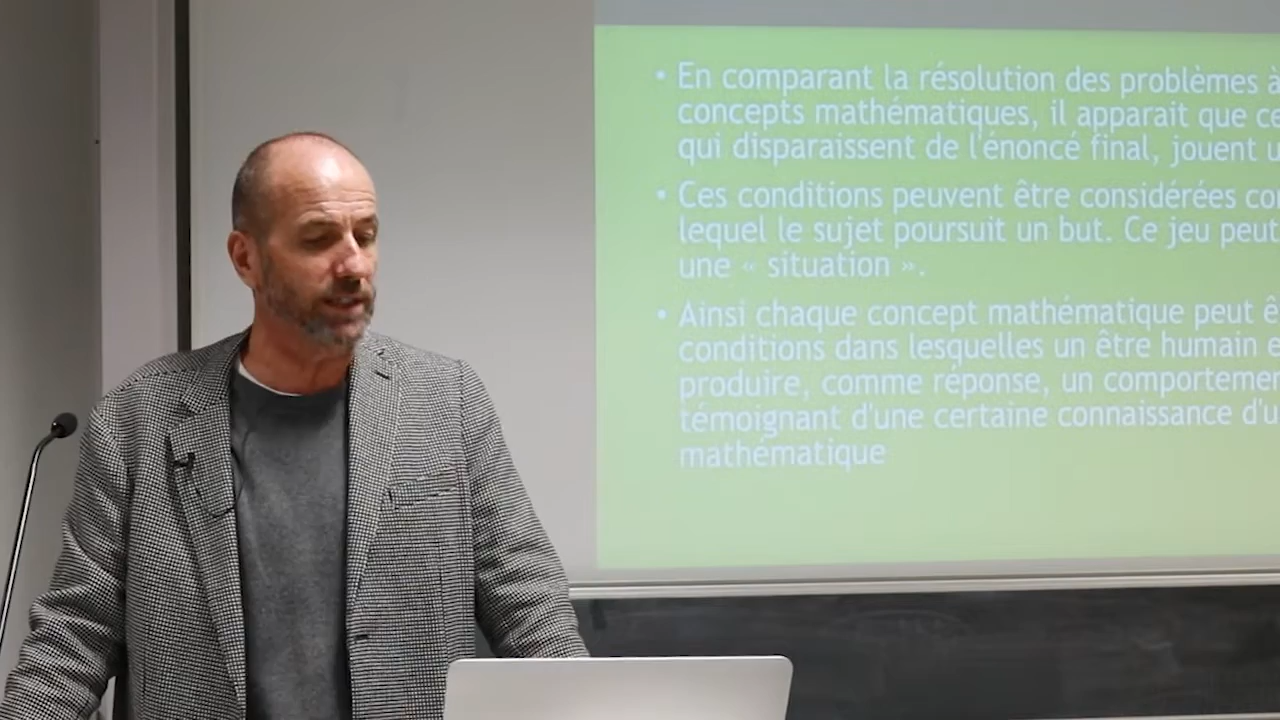 • En comparant la résolution des problèmes à
concepts mathématiques, il apparait que ce
qui disparaissent de l'énoncé final, jouent u
• Ces conditions peuvent être considérées co
lequel le sujet poursuit un but. Ce jeu peut
une « situation ».
• Ainsi chaque concept mathématique peut ê
conditions dans lesquelles un être humain e
produire, comme réponse, un comportemen
témoignant d'une certaine connaissance d'u
mathématique